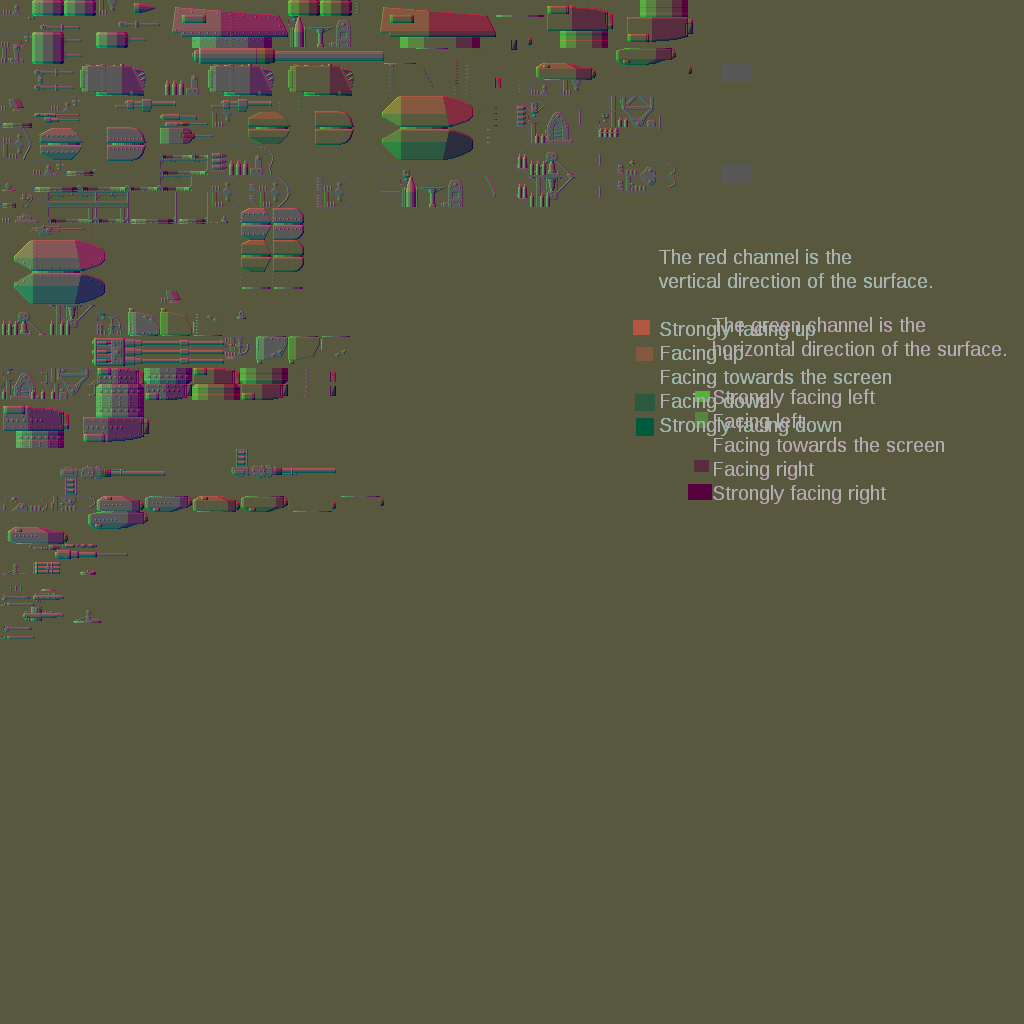 The red channel is the
vertical direction of the surface.
The green channel is the
horizontal direction of the surface.
Strongly facing up
Facing up
Facing towards the screen
Facing down
Strongly facing down
Strongly facing left
Facing left
Facing towards the screen
Facing right
Strongly facing right